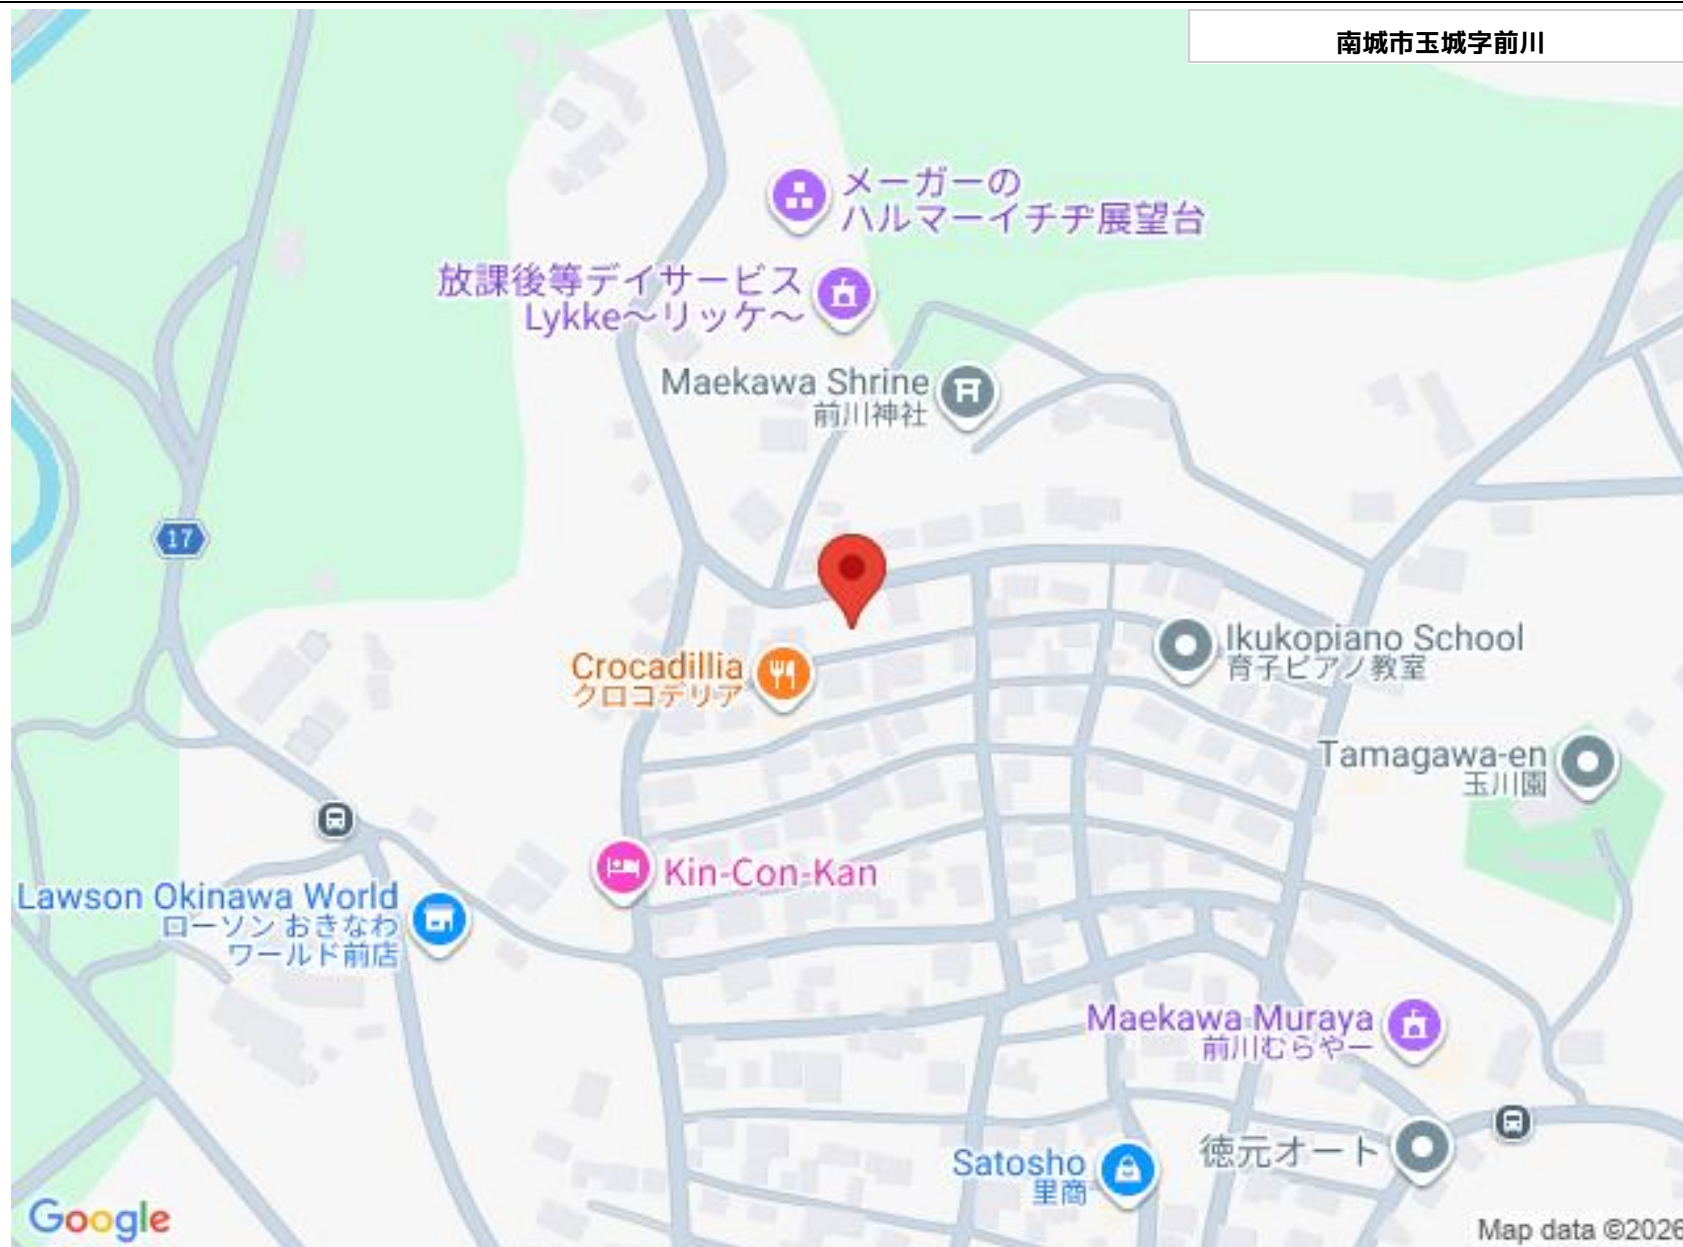 南城市玉城字前川
メーガーの
ハルマーイチヂ展望台
放課後等デイサービス
Lykke～リッケ～
Maekawa Shrine
前川神社
17
Ikukopiano School
育子ピアノ教室
Crocadillia
クロコデリア
Tamagawa-en
玉川園
Kin-Con-Kan
Lawson Okinawa World
ローソン おきなわ
ワールド前店
Maekawa Muraya
前川むらやー
徳元オート
Satosho
里商
Google
Map data ©2026